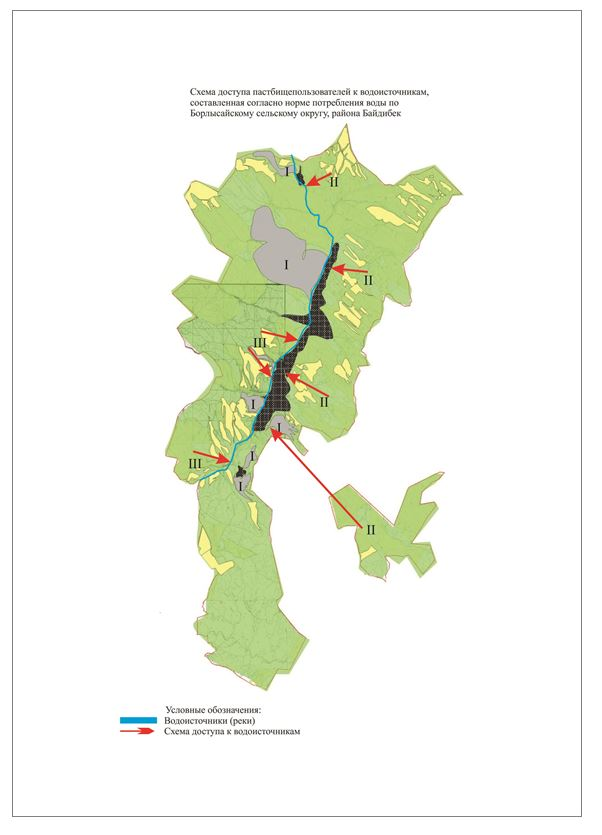 Схема доступа пастбищепользователей к водоисточникам,
составленная согласно норме потребления воды по
Борлысайскому сельскому округу, района Байдибек
I
II
I
II
III
II
I
I
III
I
I
II
Условные обозначения:
Водоисточники (реки)
Схема доступа к водоисточникам